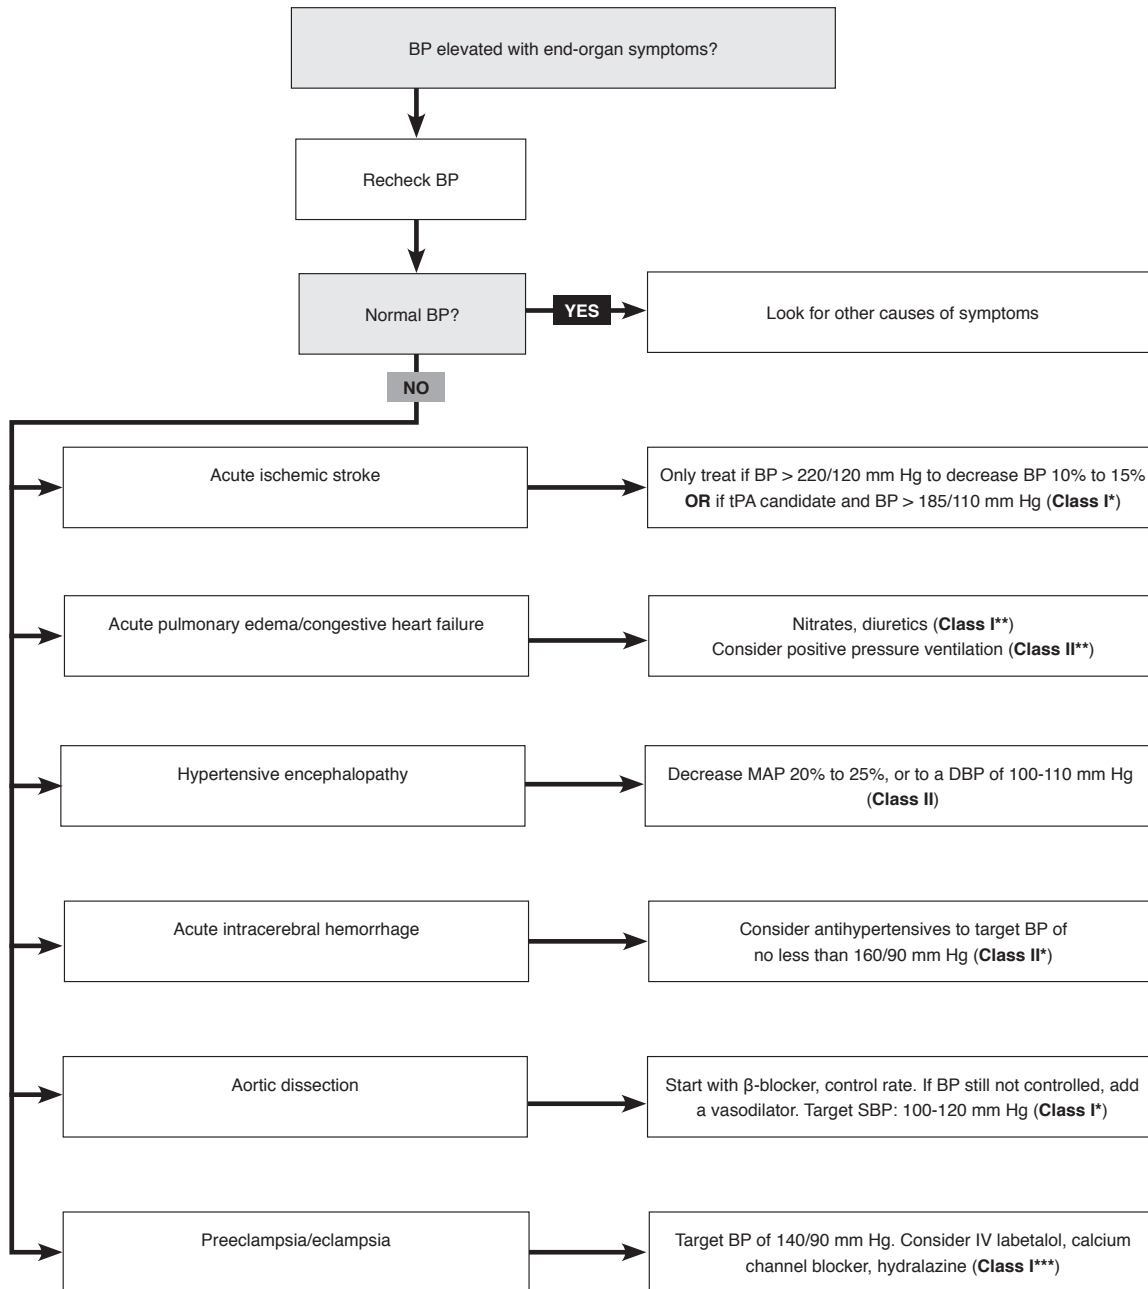 BP elevated with end-organ symptoms?
Recheck BP
Normal BP?
YES
Look for other causes of symptoms
NO
Acute ischemic stroke
Only treat if BP > 220/120 mm Hg to decrease BP 10% to 15%
OR if tPA candidate and BP > 185/110 mm Hg (Class I*)
Acute pulmonary edema/congestive heart failure
Nitrates, diuretics (Class I**)
Consider positive pressure ventilation (Class II**)
Hypertensive encephalopathy
Decrease MAP 20% to 25%, or to a DBP of 100-110 mm Hg
(Class II)
Acute intracerebral hemorrhage
Consider antihypertensives to target BP of
no less than 160/90 mm Hg (Class II*)
Aortic dissection
Start with β-blocker, control rate. If BP still not controlled, add
a vasodilator. Target SBP: 100-120 mm Hg (Class I*)
Preeclampsia/eclampsia
Target BP of 140/90 mm Hg. Consider IV labetalol, calcium
channel blocker, hydralazine (Class I***)